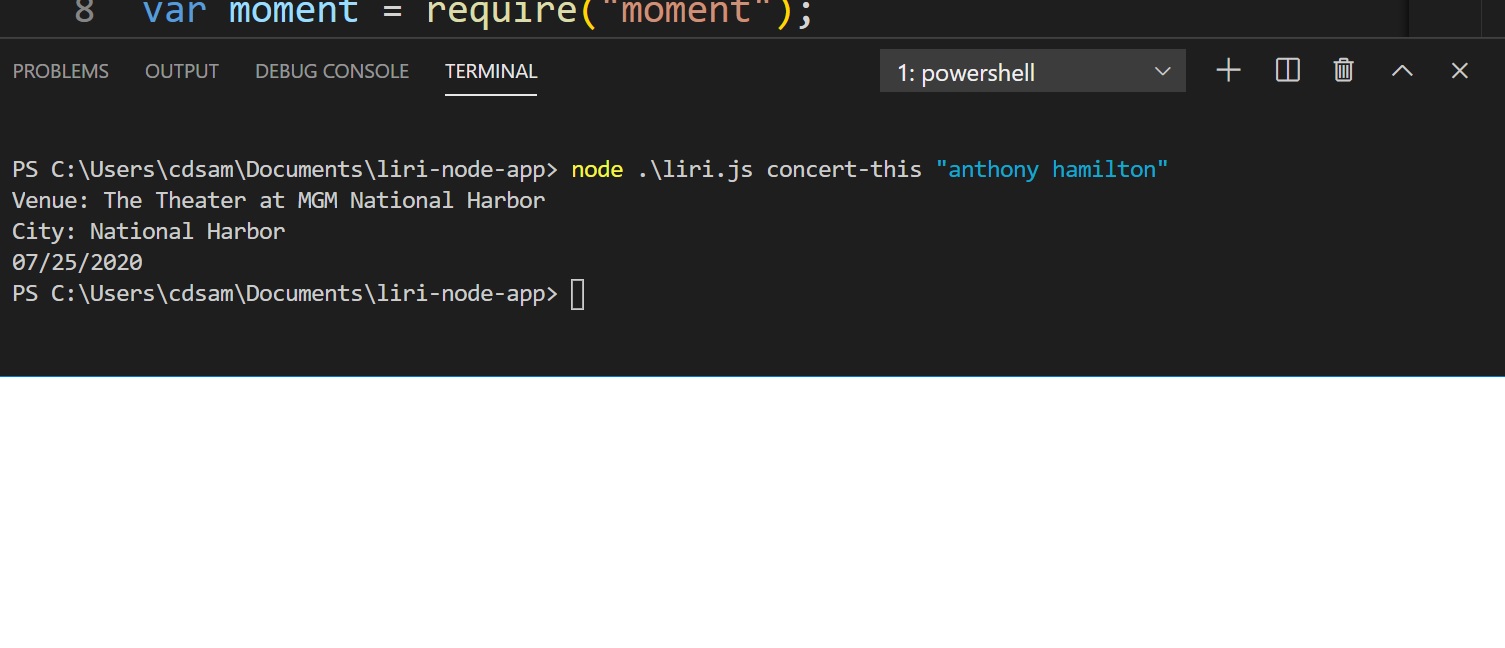 8 var moment = require("moment");
PROBLEMS OUTPUT DEBUG CONSOLE TERMINAL 1: powershell
PS C:\Users\cdsam\Documents\liri-node-app> node .\liri.js concert-this "anthony hamilton"
Venue: The Theater at MGM National Harbor
City: National Harbor
07/25/2020
PS C:\Users\cdsam\Documents\liri-node-app>